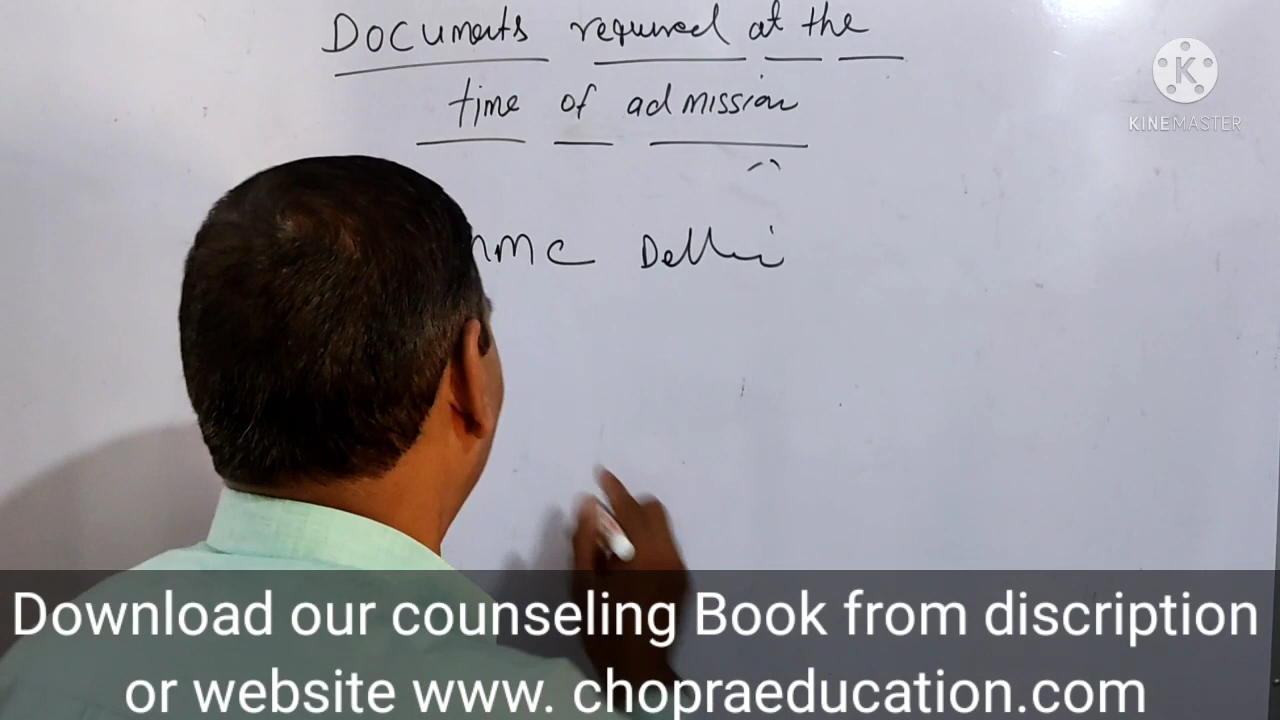 Documents required at the
time of admission
KINEMASTER
MMC Delhi
Download our counseling Book from discription
or website www. chopraeducation.com